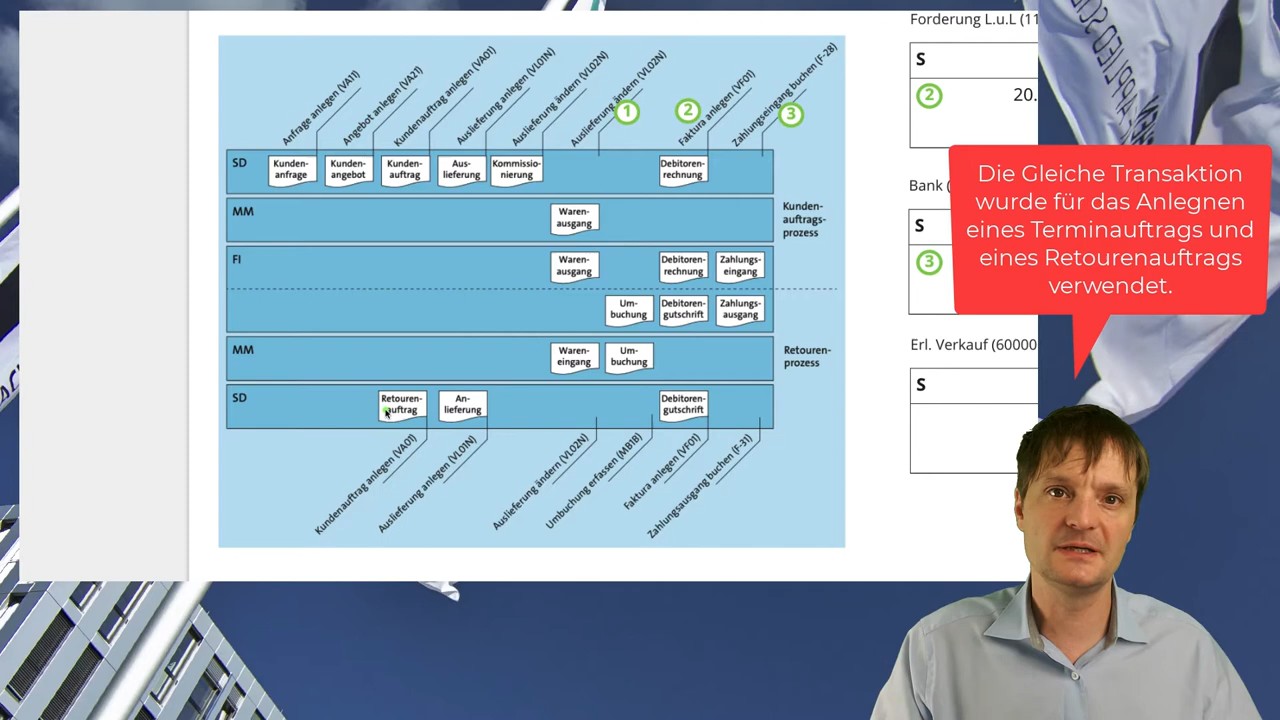 Anfrage anlegen (VA11)
Angebot anlegen (VA21)
Kundenauftrag anlegen (VA01)
Auslieferung anlegen (VL01N)
Auslieferung ändern (VL02N)
Auslieferung ändern (VL02N)
Faktura anlegen (VF01)
Zahlungseingang buchen (F-28)
1
2
3
SD
Kunden-
anfrage
Kunden-
angebot
Kunden-
auftrag
Aus-
lieferung
Kommissio-
nierung
Debitoren-
rechnung
MM
Waren-
ausgang
Kunden-
auftrags-
prozess
FI
Waren-
ausgang
Debitoren-
rechnung
Zahlungs-
eingang
Um-
buchung
Debitoren-
gutschrift
Zahlungs-
ausgang
MM
Waren-
eingang
Um-
buchung
Retouren-
prozess
SD
Retouren-
auftrag
An-
lieferung
Debitoren-
gutschrift
Kundenauftrag anlegen (VA01)
Auslieferung anlegen (VL01N)
Auslieferung ändern (VL02N)
Umbuchung erfassen (MB1B)
Faktura anlegen (VF01)
Zahlungsausgang buchen (F-31)
Forderung L.u.L (11
S
2
20.
Bank (
S
3
Erl. Verkauf (60000
S
Die Gleiche Transaktion
wurde für das Anlegnen
eines Terminauftrags und
eines Retourenauftrags
verwendet.